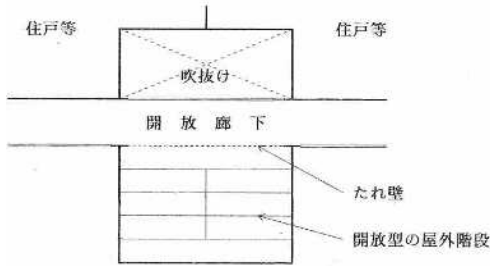 住戸等
住戸等
吹抜け
開放廊下
たれ壁
開放型の屋外階段